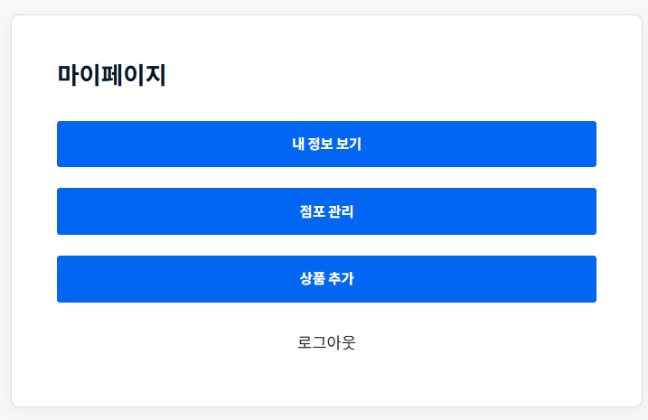 마이페이지
내 정보 보기
점포 관리
상품 추가
로그아웃